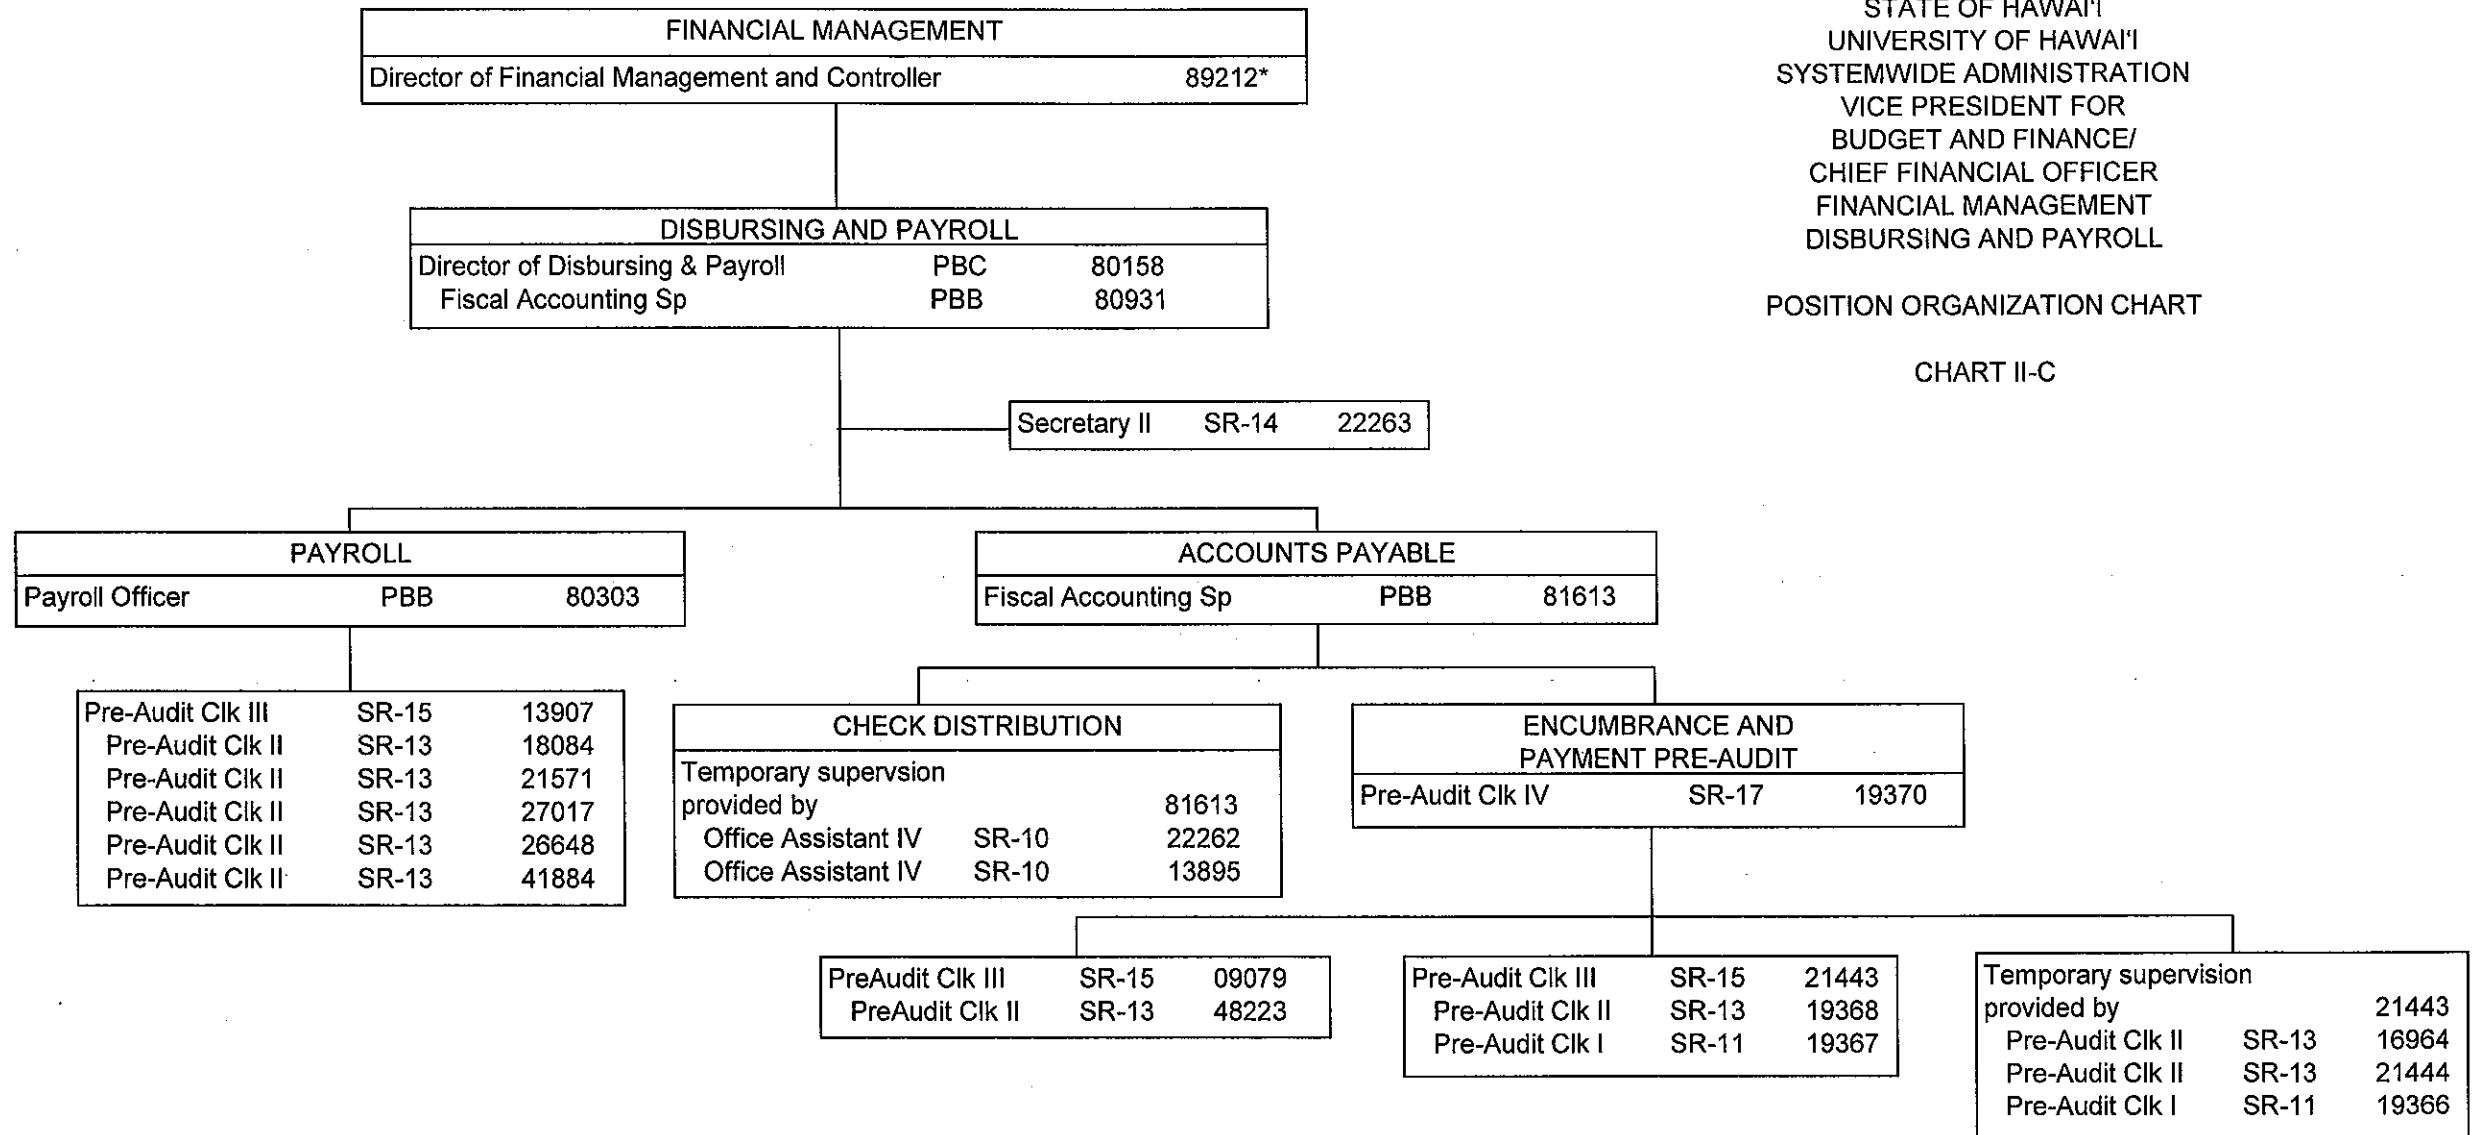 STATE OF HAWAI'I
UNIVERSITY OF HAWAI'I
SYSTEMWIDE ADMINISTRATION
VICE PRESIDENT FOR
BUDGET AND FINANCE/
CHIEF FINANCIAL OFFICER
FINANCIAL MANAGEMENT
DISBURSING AND PAYROLL
POSITION ORGANIZATION CHART
CHART II-C
FINANCIAL MANAGEMENT
Director of Financial Management and Controller 89212*
DISBURSING AND PAYROLL
Director of Disbursing & Payroll PBC 80158
Fiscal Accounting Sp PBB 80931
Secretary II SR-14 22263
PAYROLL
Payroll Officer PBB 80303
Pre-Audit Clk III SR-15 13907
Pre-Audit Clk II SR-13 18084
Pre-Audit Clk II SR-13 21571
Pre-Audit Clk II SR-13 27017
Pre-Audit Clk II SR-13 26648
Pre-Audit Clk II SR-13 41884
ACCOUNTS PAYABLE
Fiscal Accounting Sp PBB 81613
CHECK DISTRIBUTION
Temporary supervsion
provided by 81613
Office Assistant IV SR-10 22262
Office Assistant IV SR-10 13895
ENCUMBRANCE AND
PAYMENT PRE-AUDIT
Pre-Audit Clk IV SR-17 19370
PreAudit Clk III SR-15 09079
PreAudit Clk II SR-13 48223
Pre-Audit Clk III SR-15 21443
Pre-Audit Clk II SR-13 19368
Pre-Audit Clk I SR-11 19367
Temporary supervision
provided by 21443
Pre-Audit Clk II SR-13 16964
Pre-Audit Clk II SR-13 21444
Pre-Audit Clk I SR-11 19366